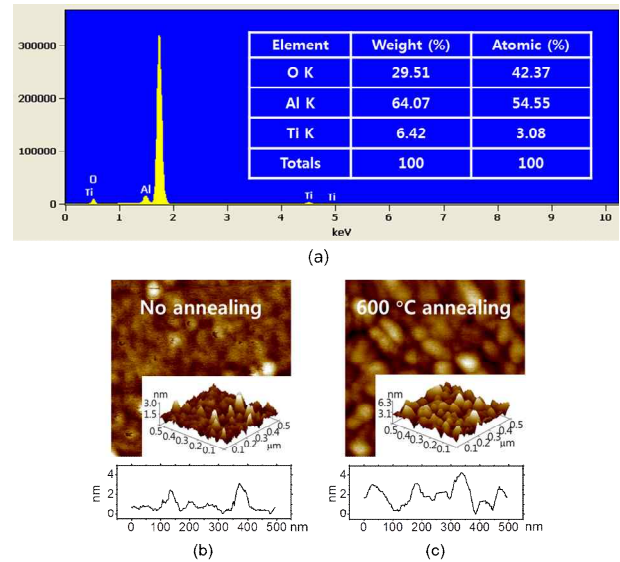 300000
200000
100000
0
Element Weight (%) Atomic (%)
O K 29.51 42.37
Al K 64.07 54.55
Ti K 6.42 3.08
Totals 100 100
O
Ti Al Ti Ti
0 1 2 3 4 5 6 7 8 9 10
keV
(a)
No annealing
nm
3.0
1.5
0.5 0.4 0.3 0.2 0.1
0.1 0.2 0.3 0.4 0.5
μm
600 °C annealing
nm
6.3
3.1
0.5 0.4 0.3 0.2 0.1
0.1 0.2 0.3 0.4 0.5
μm
nm
4
2
0
0 100 200 300 400 500 nm
(b)
nm
4
2
0
0 100 200 300 400 500 nm
(c)